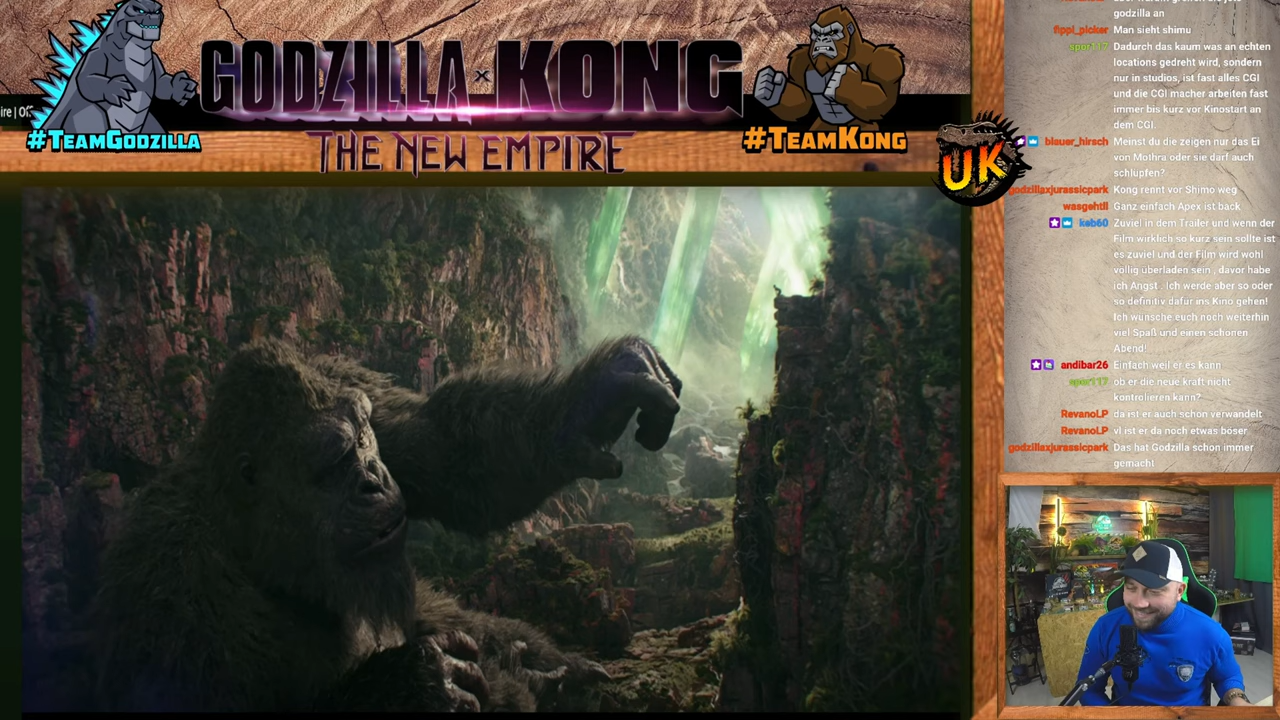 GODZILLA x KONG
THE NEW EMPIRE
#TEAMGODZILLA
#TEAMKONG
UK
godzilla an
fippi_picker Man sieht shimu
spor117 Dadurch das kaum was an echten
locations gedreht wird, sondern
nur in studios, ist fast alles CGI
und die CGI macher arbeiten fast
immer bis kurz vor Kinostart an
dem CGI.
blauer_hirsch Meinst du die zeigen nur das Ei
von Mothra oder sie darf auch
schlüpfen?
godzillaxjurassicpark Kong rennt vor Shimo weg
wasgehtll Ganz einfach Apex ist back
keb60 Zuviel in dem Trailer und wenn der
Film wirklich so kurz sein sollte ist
es zuviel und der Film wird wohl
völlig überladen sein , davor habe
ich Angst . Ich werde aber so oder
so definitiv dafür ins Kino gehen!
Ich wünsche euch noch weiterhin
viel Spaß und einen schönen
Abend!
andibar26 Einfach weil er es kann
spor117 ob er die neue kraft nicht
kontrolieren kann?
RevanoLP da ist er auch schon verwandelt
RevanoLP vl ist er da noch etwas böser
godzillaxjurassicpark Das hat Godzilla schon immer
gemacht